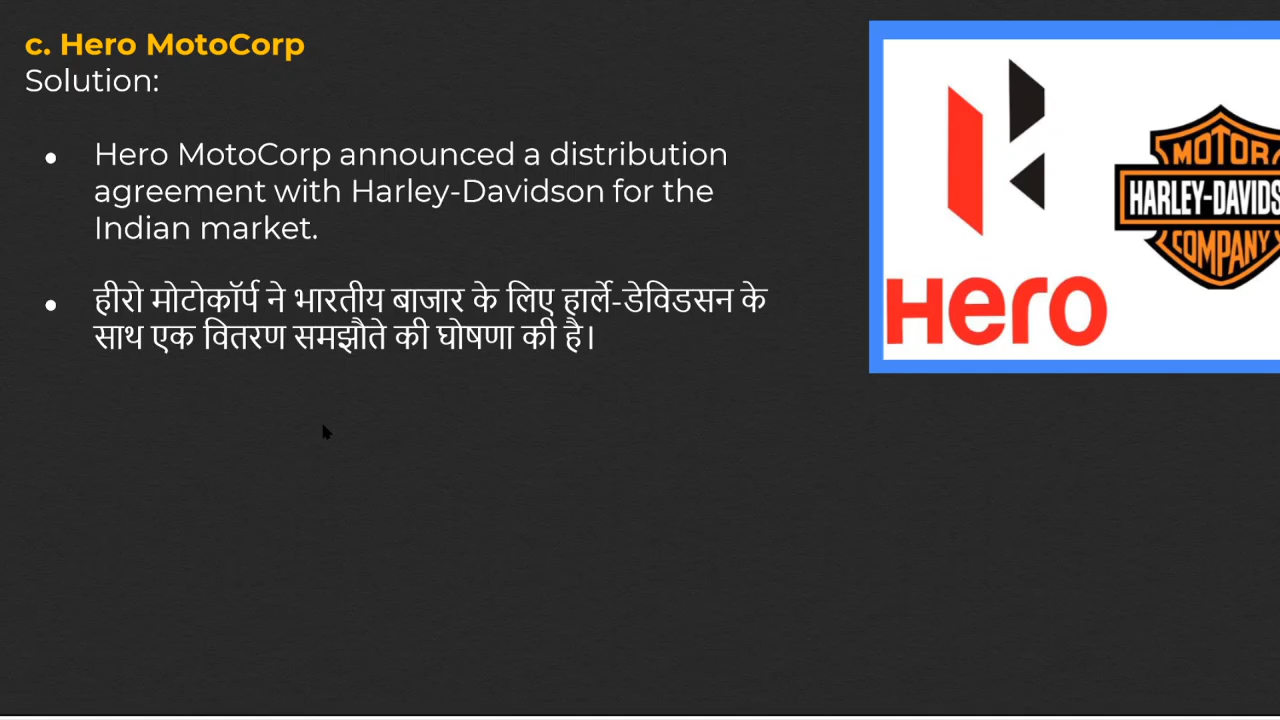 c. Hero MotoCorp
Solution:
● Hero MotoCorp announced a distribution
agreement with Harley-Davidson for the
Indian market.
● हीरो मोटोकॉर्प ने भारतीय बाजार के लिए हार्ले-डेविडसन के
साथ एक वितरण समझौते की घोषणा की है।
Hero
MOTOR
HARLEY-DAVIDS
COMPANY